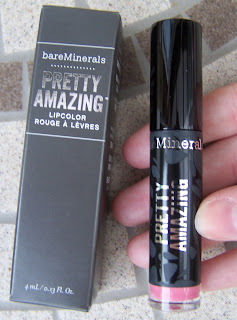 bareMinerals
PRETTY
AMAZING
LIPCOLOR
ROUGE À LÈVRES
4 ml / 0.13 Fl. Oz.
Minerals
PRETTY
AMAZING